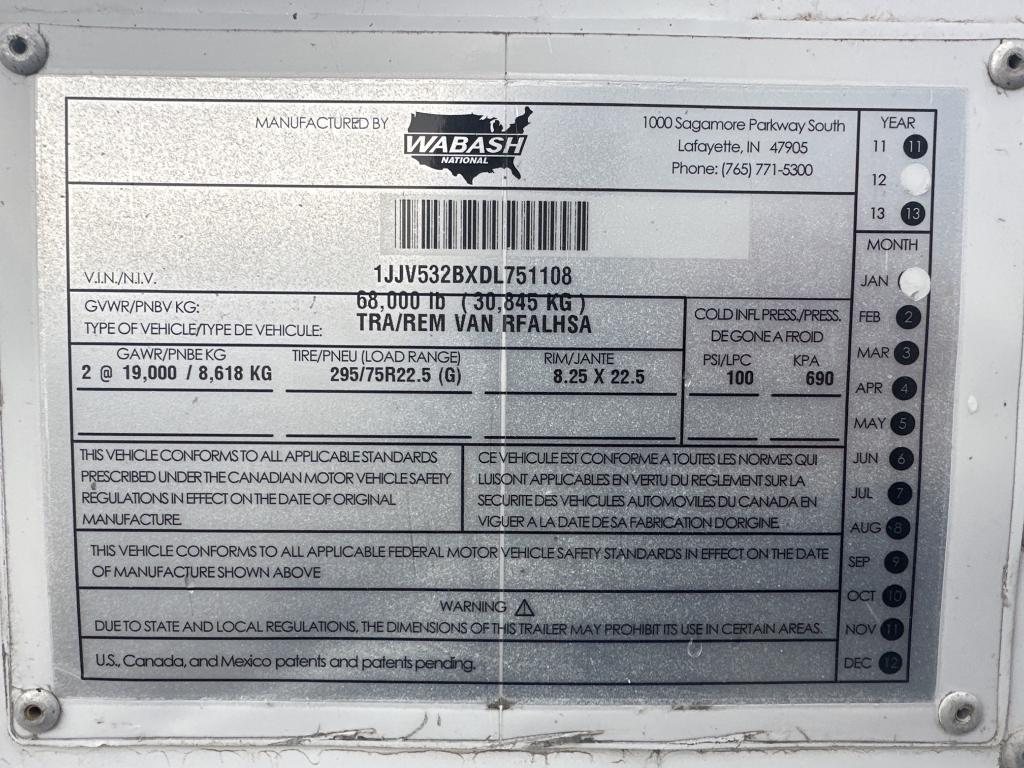 MANUFACTURED BY
WABASH
NATIONAL
1000 Sagamore Parkway South
Lafayette, IN 47905
Phone: (765) 771-5300
V.I.N./N.I.V.
1JJV532BXDL751108
GVWR/PNBV KG:
68,000 lb ( 30,845 KG )
TYPE OF VEHICLE/TYPE DE VEHICULE:
TRA/REM VAN RFALHSA
COLD INFL PRESS./PRESS.
DE GONE A FROID
GAWR/PNBE KG
TIRE/PNEU (LOAD RANGE)
RIM/JANTE
PSI/LPC KPA
2 @ 19,000 / 8,618 KG
295/75R22.5 (G)
8.25 X 22.5
100 690
THIS VEHICLE CONFORMS TO ALL APPLICABLE STANDARDS
PRESCRIBED UNDER THE CANADIAN MOTOR VEHICLE SAFETY
REGULATIONS IN EFFECT ON THE DATE OF ORIGINAL
MANUFACTURE.
CE VEHICULE EST CONFORME A TOUTES LES NORMES QUI
LUISONT APPLICABLES EN VERTU DU REGLEMENT SUR LA
SECURITE DES VEHICULES AUTOMOVILES DU CANADA EN
VIGUER A LA DATE DE SA FABRICATION D'ORIGINE.
THIS VEHICLE CONFORMS TO ALL APPLICABLE FEDERAL MOTOR VEHICLE SAFETY STANDARDS IN EFFECT ON THE DATE
OF MANUFACTURE SHOWN ABOVE
WARNING
DUE TO STATE AND LOCAL REGULATIONS, THE DIMENSIONS OF THIS TRAILER MAY PROHIBIT ITS USE IN CERTAIN AREAS.
U.S., Canada, and Mexico patents and patents pending.
YEAR
11 11
12
13 13
MONTH
JAN
FEB 2
MAR 3
APR 4
MAY 5
JUN 6
JUL 7
AUG 8
SEP 9
OCT 10
NOV 11
DEC 12